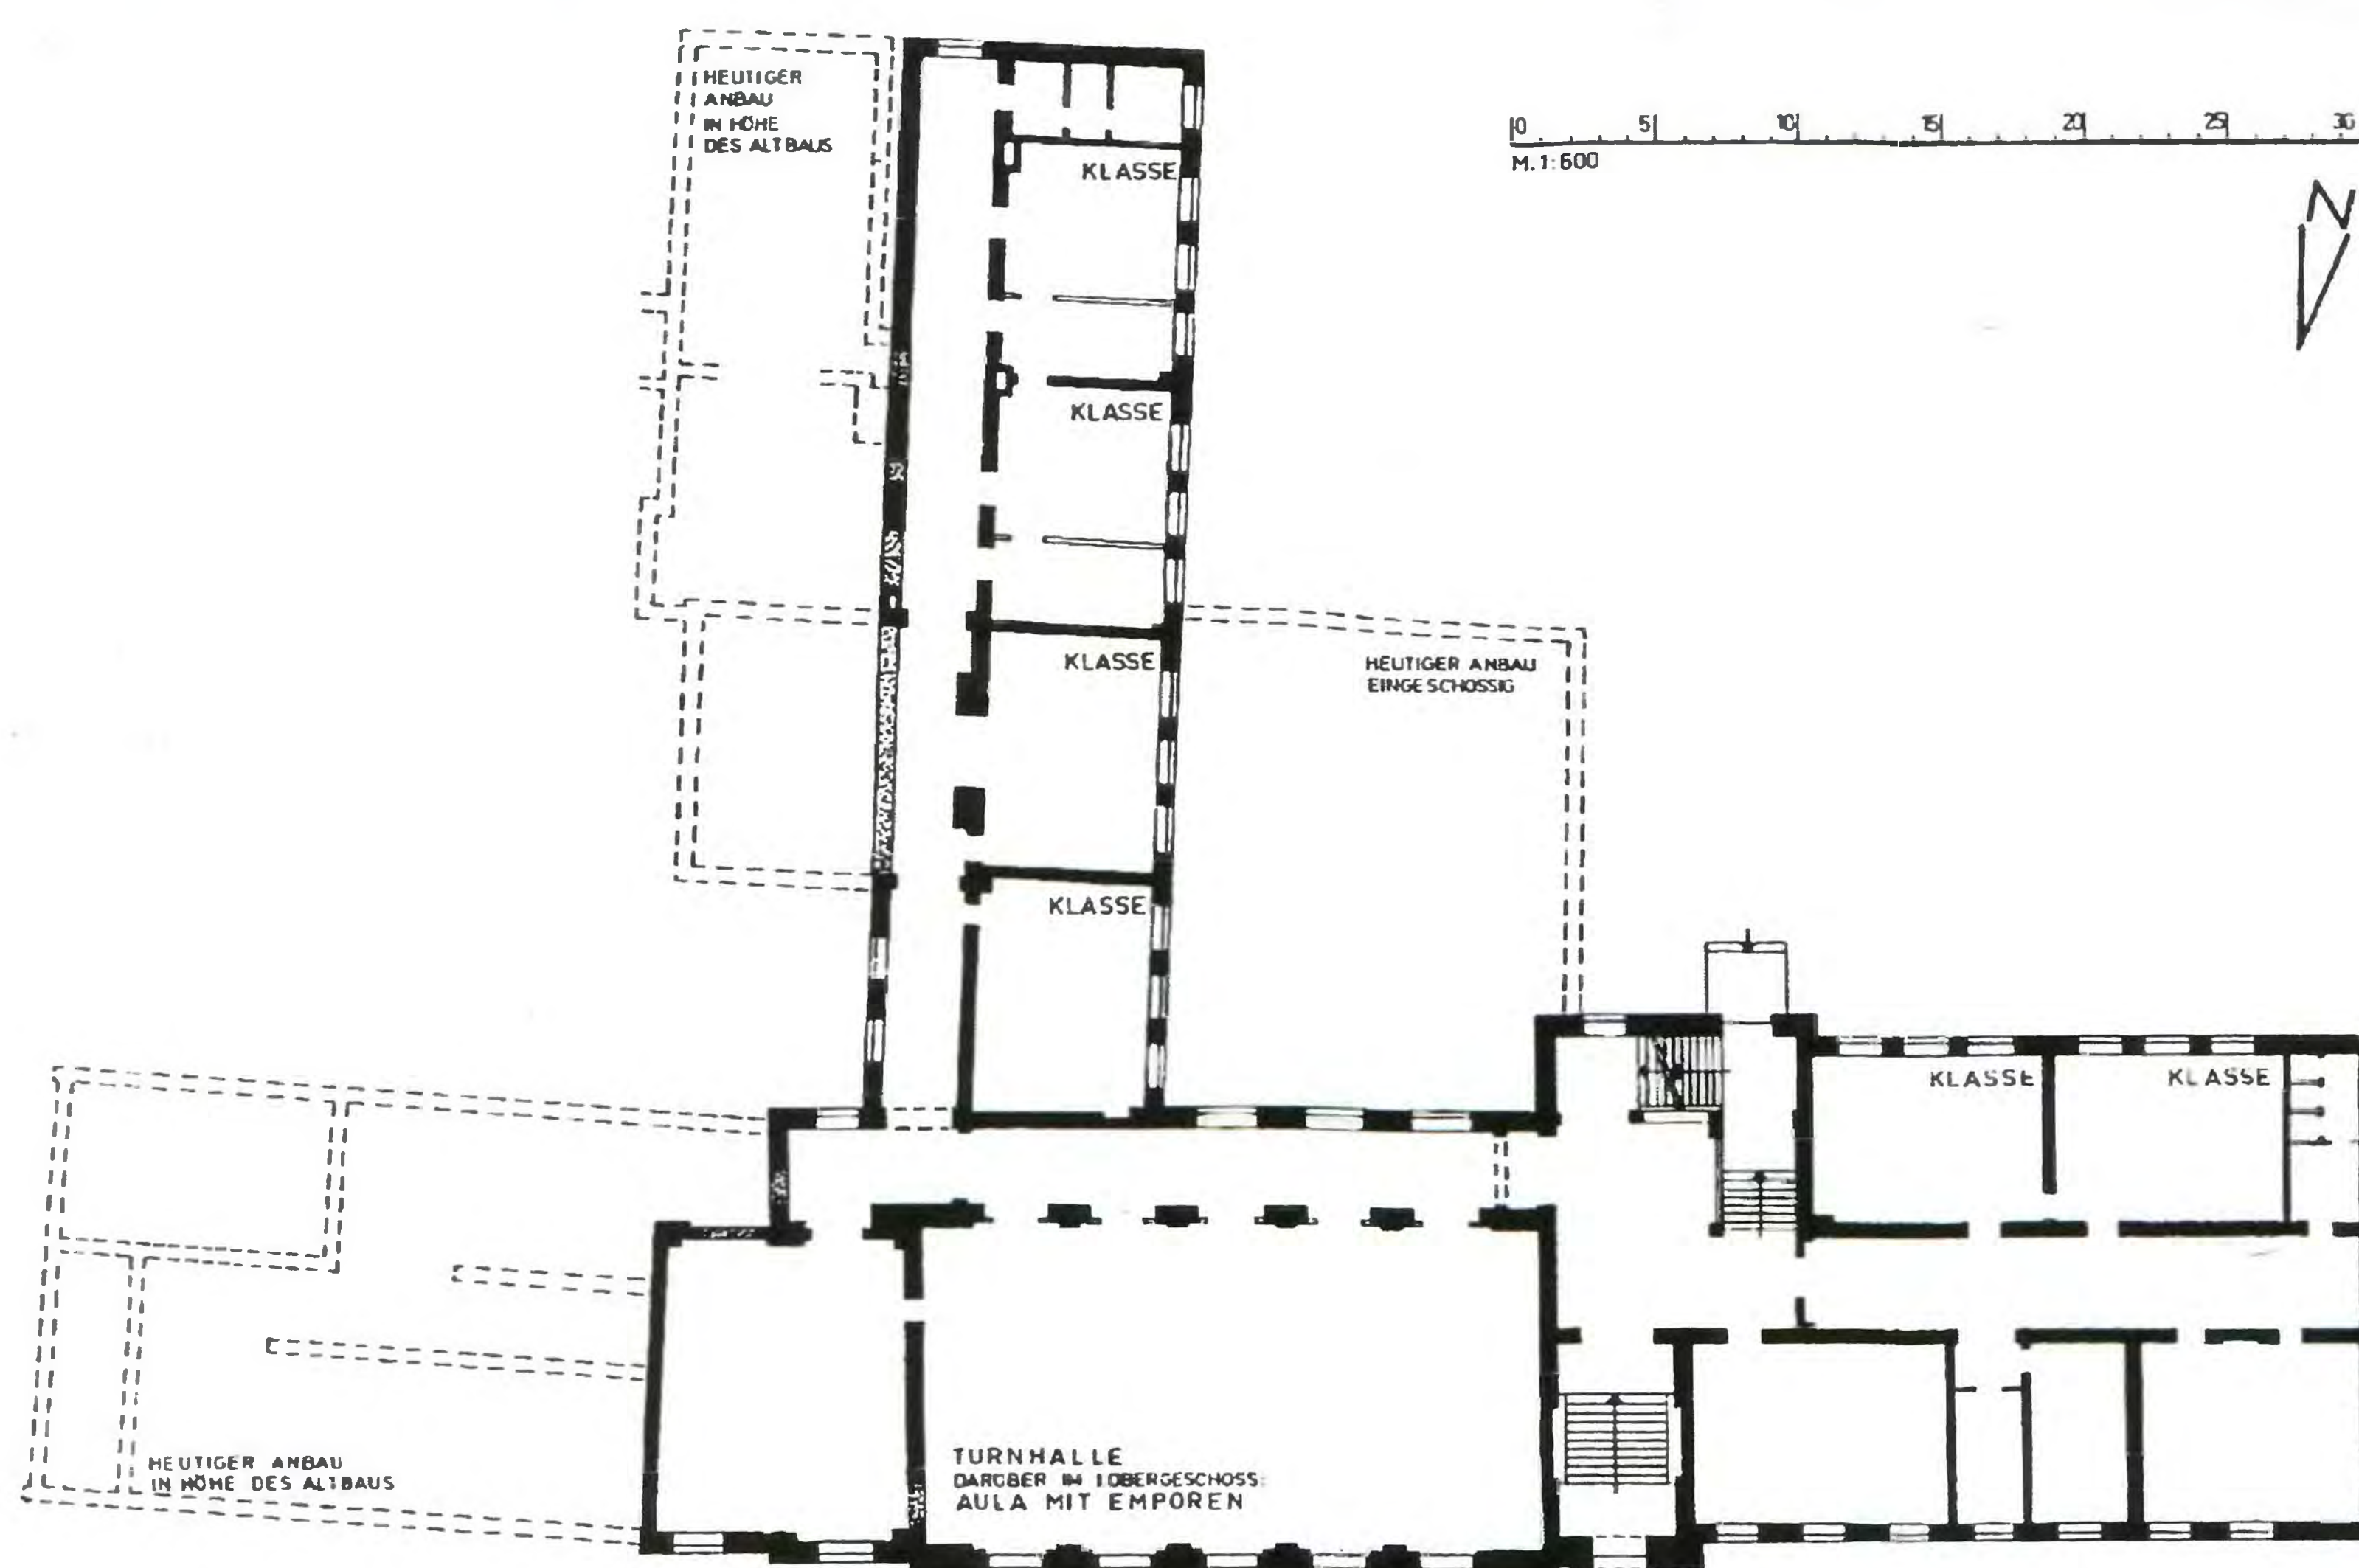 HEUTIGER
ANBAU
IN HÖHE
DES ALTBAUS
0 5 10 15 20 25 30
M. 1:600
N
KLASSE
KLASSE
KLASSE
HEUTIGER ANBAU
EINGESCHOSSIG
KLASSE
KLASSE
KLASSE
HEUTIGER ANBAU
IN HÖHE DES ALTBAUS
TURNHALLE
DARÜBER IM I OBERGESCHOSS:
AULA MIT EMPOREN